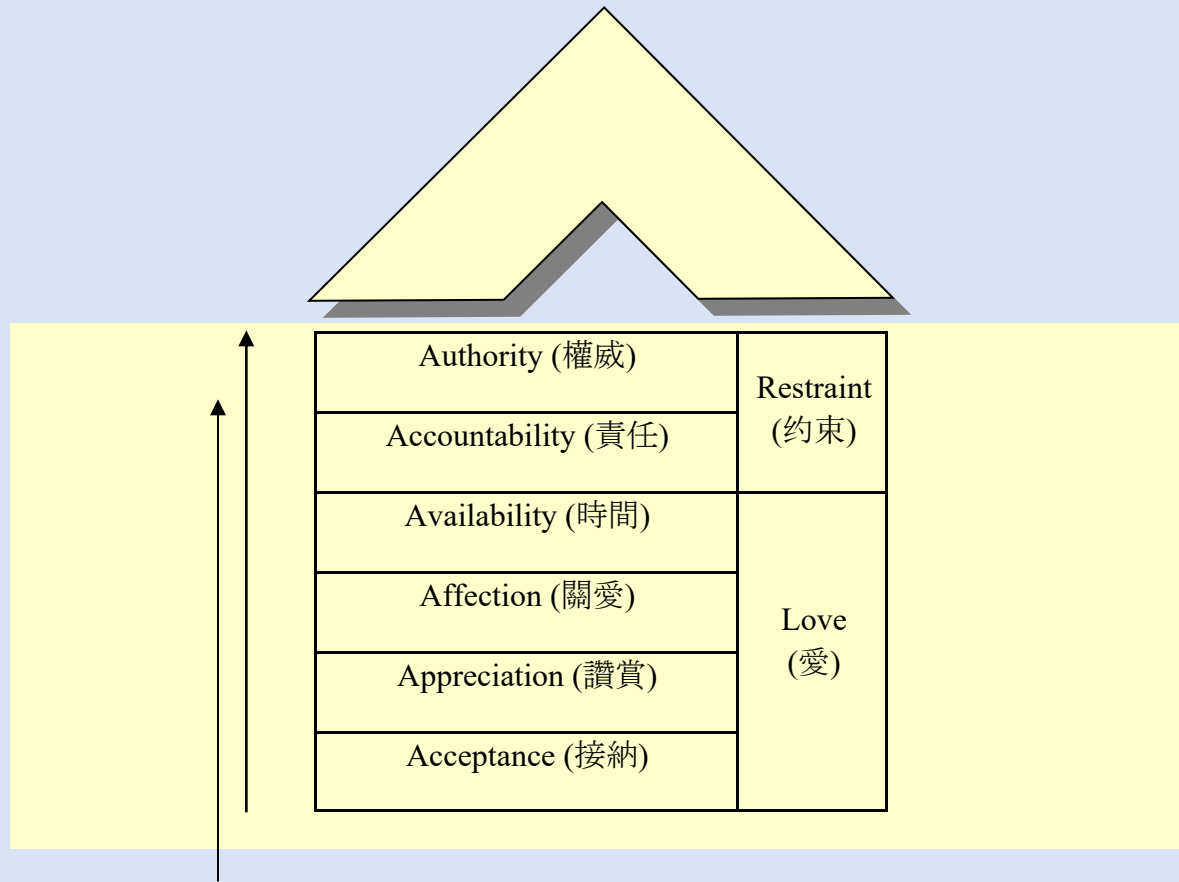 Authority (權威)
Restraint
(约束)
Accountability (責任)
Availability (時間)
Affection (關愛)
Love
(愛)
Appreciation (讚賞)
Acceptance (接納)